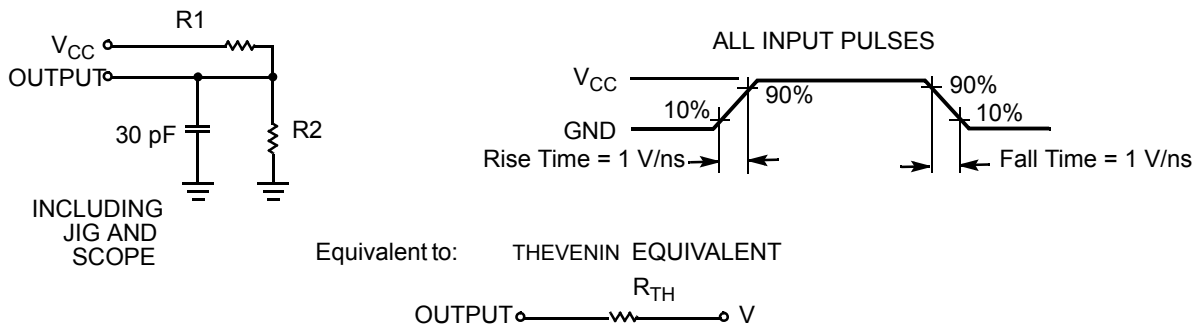 R1
V_CC
OUTPUT
30 pF
R2
INCLUDING
JIG AND
SCOPE
ALL INPUT PULSES
V_CC
GND
10%
90%
90%
10%
Rise Time = 1 V/ns
Fall Time = 1 V/ns
Equivalent to: THEVENIN EQUIVALENT
R_TH
OUTPUT V